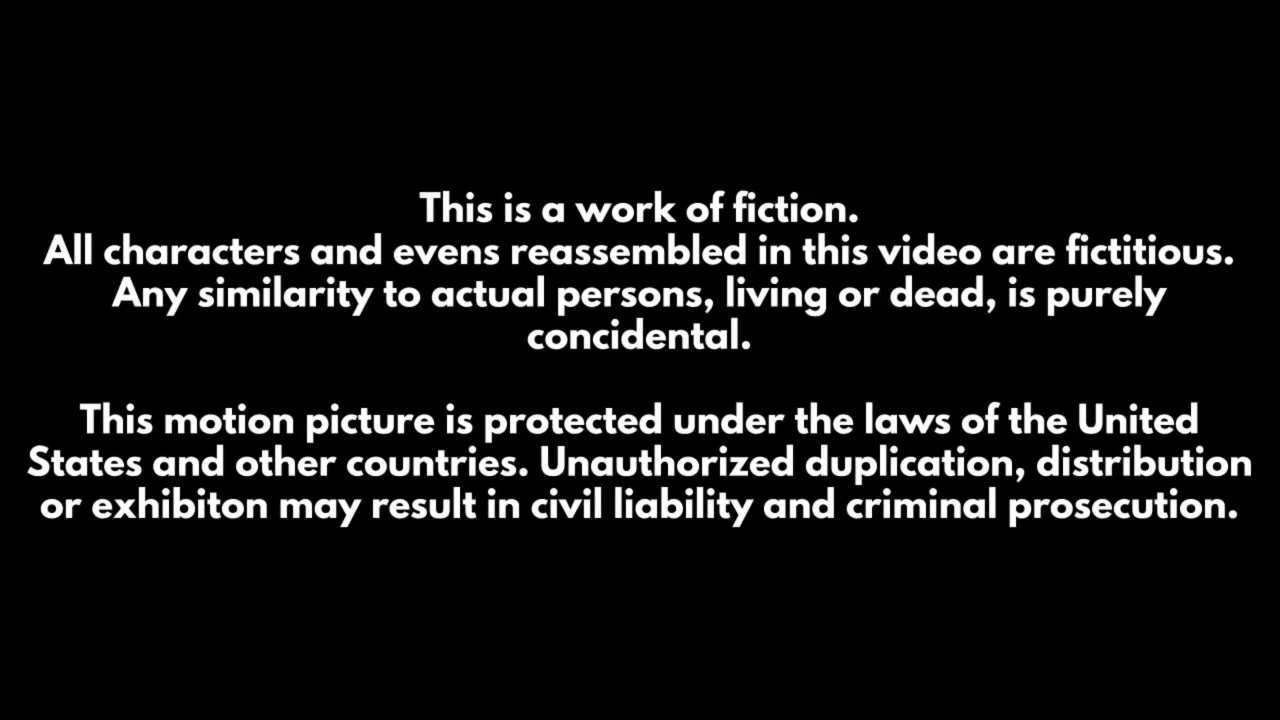 This is a work of fiction.
All characters and evens reassembled in this video are fictitious.
Any similarity to actual persons, living or dead, is purely
concidental.
This motion picture is protected under the laws of the United
States and other countries. Unauthorized duplication, distribution
or exhibiton may result in civil liability and criminal prosecution.